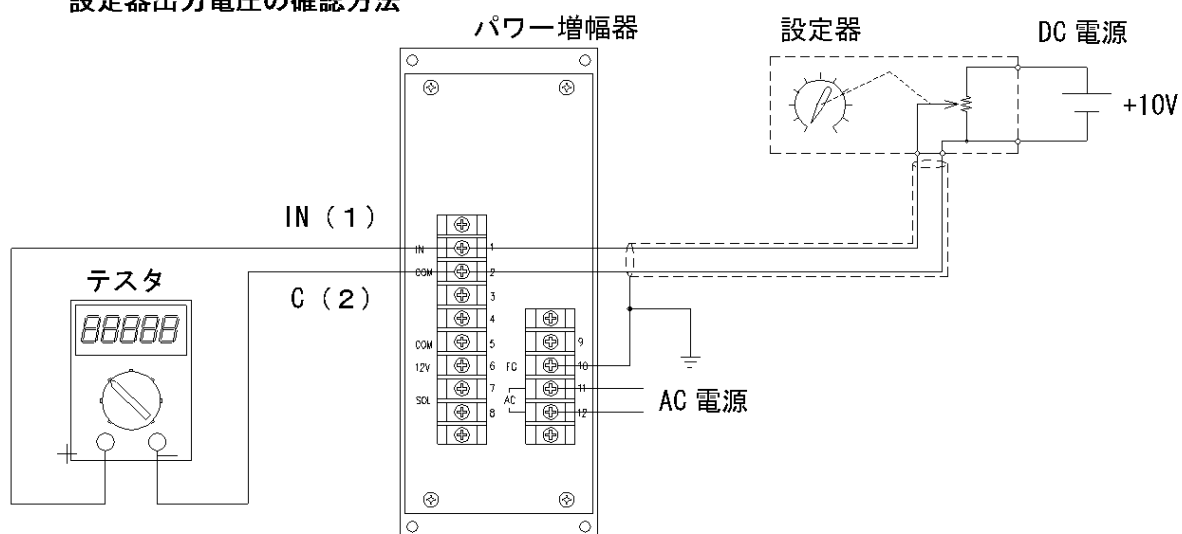 設定器出力電圧の確認方法
パワー増幅器
設定器
DC 電源
+10V
IN（1）
C（2）
テスタ
88888
+
−
IN
1
COM
2
3
4
COM
5
12V
6
SOL
7
8
9
FG
10
AC
11
12
AC 電源